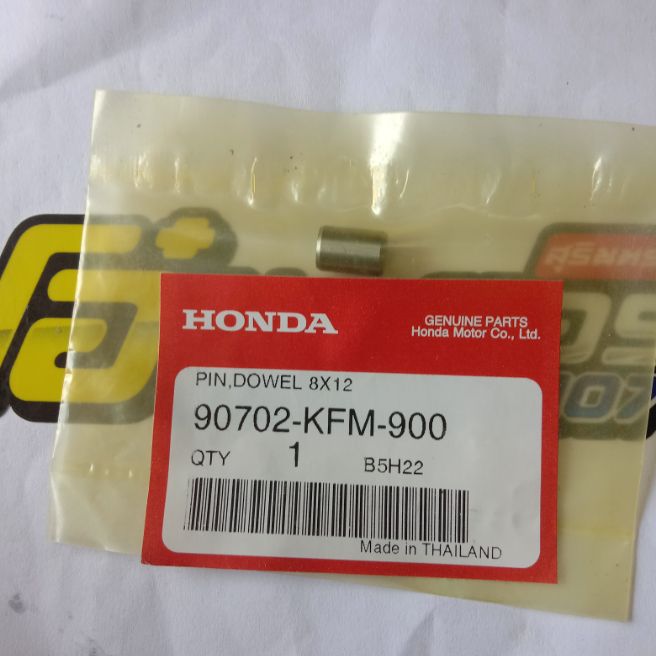 HONDA
GENUINE PARTS
Honda Motor Co., Ltd.
PIN,DOWEL 8X12
90702-KFM-900
QTY 1 B5H22
Made in THAILAND